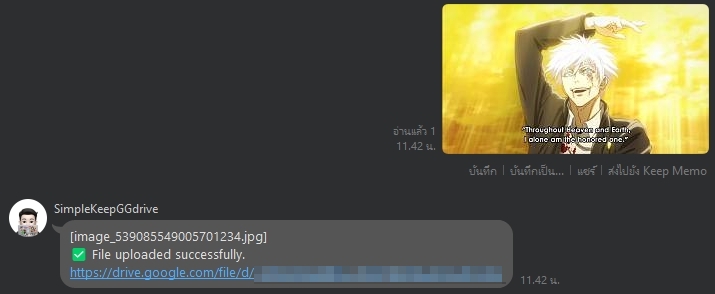 "Throughout Heaven and Earth,
I alone am the honored one."
อ่านแล้ว 1
11.42 น.
บันทึก | บันทึกเป็น... | แชร์ | ส่งไปยัง Keep Memo
SimpleKeepGGdrive
[image_539085549005701234.jpg]
✅ File uploaded successfully.
https://drive.google.com/file/d/
11.42 น.